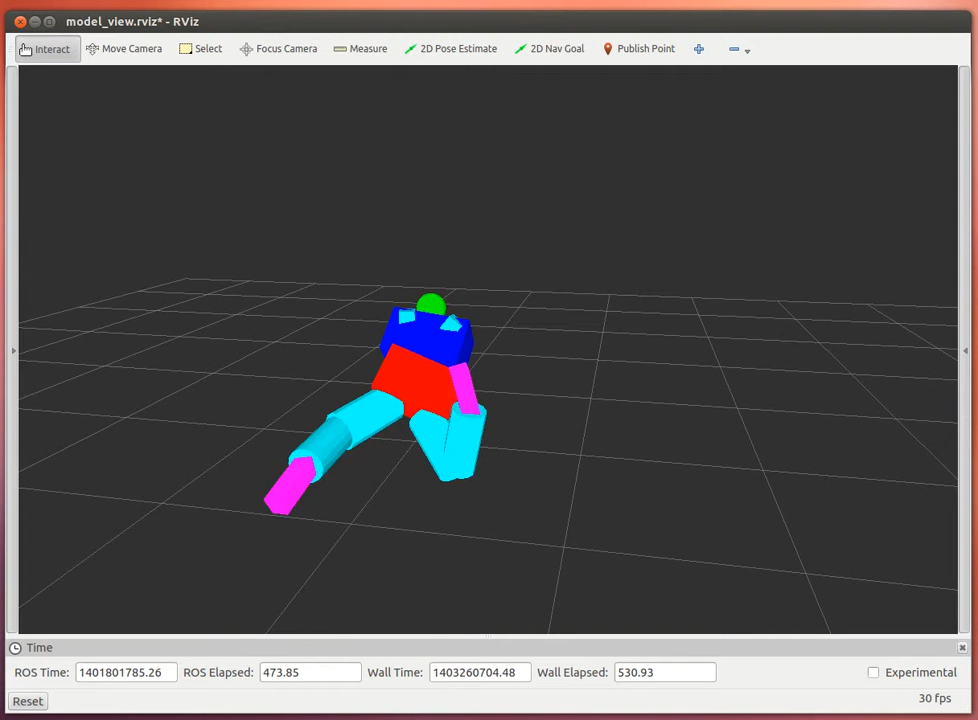 model_view.rviz* - RViz
Interact Move Camera Select Focus Camera Measure 2D Pose Estimate 2D Nav Goal Publish Point
Time
ROS Time: 1401801785.26 ROS Elapsed: 473.85 Wall Time: 1403260704.48 Wall Elapsed: 530.93 Experimental
Reset 30 fps